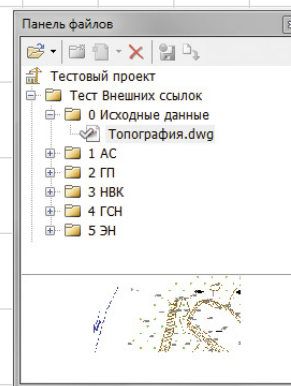 Панель файлов
Тестовый проект
Тест Внешних ссылок
0 Исходные данные
Топография.dwg
1 АС
2 ГП
3 НВК
4 ГСН
5 ЭН